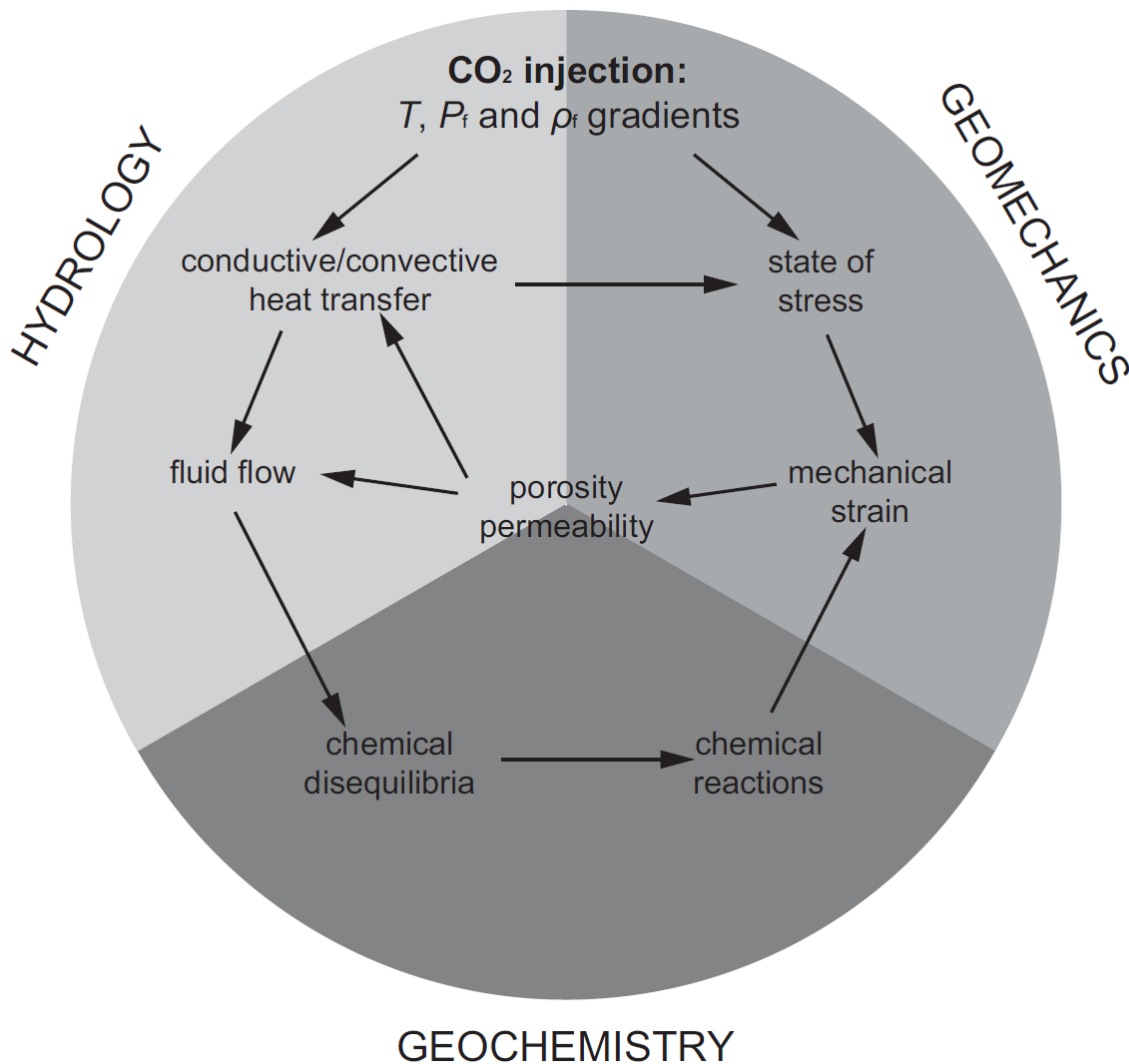 CO₂ injection:
T, Pf and ρf gradients
HYDROLOGY
GEOMECHANICS
conductive/convective
heat transfer
state of
stress
fluid flow
porosity
permeability
mechanical
strain
chemical
disequilibria
chemical
reactions
GEOCHEMISTRY